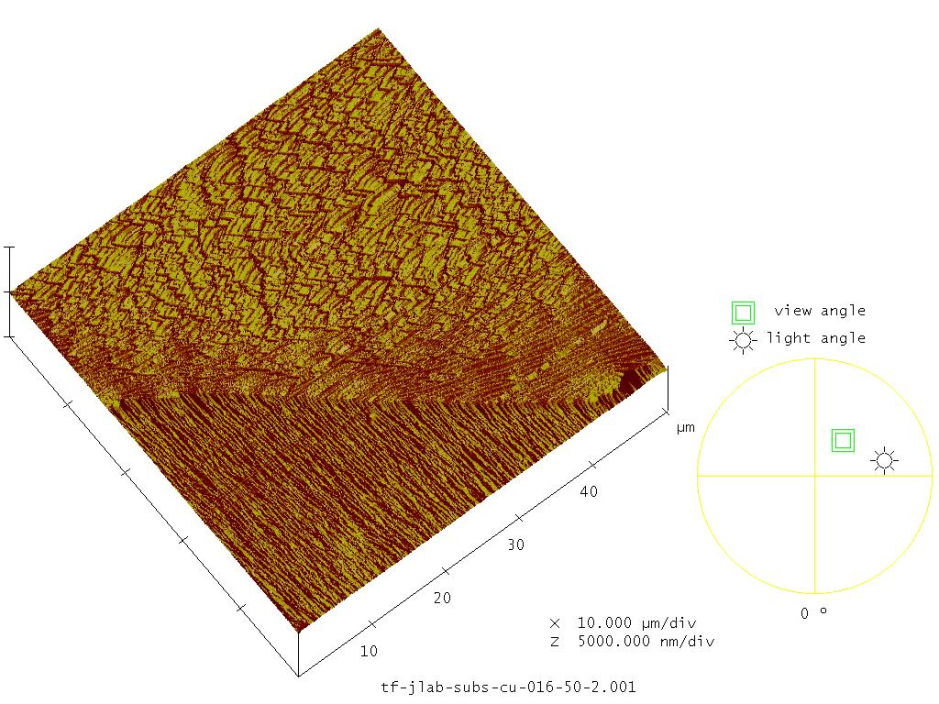 view angle
light angle
µm
40
30
20
10
0 °
X 10.000 µm/div
Z 5000.000 nm/div
tf-jlab-subs-cu-016-50-2.001